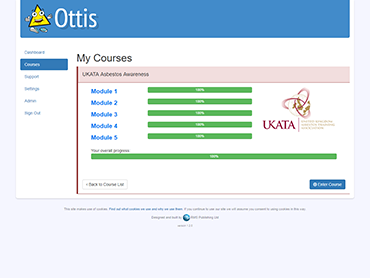 Ottis
Dashboard
Courses
Support
Settings
Admin
Sign Out
My Courses
UKATA Asbestos Awareness
Module 1
100%
Module 2
100%
Module 3
100%
Module 4
100%
Module 5
100%
UKATA
Your overall progress
100%
‹ Back to Course List
Enter Course
This site makes use of cookies. Find out what cookies we use and why we use them. If you continue to use our site we will assume you consent to using cookies in this way.
Designed and built by
Publishing Ltd